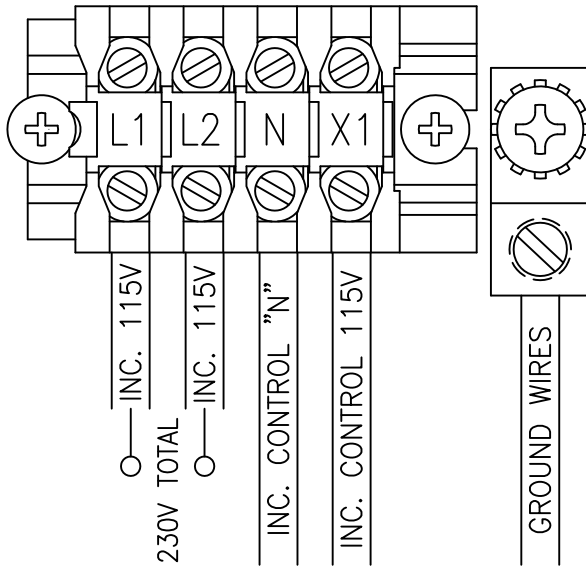 L1 L2 N X1
INC. 115V
230V TOTAL
INC. 115V
INC. CONTROL "N"
INC. CONTROL 115V
GROUND WIRES